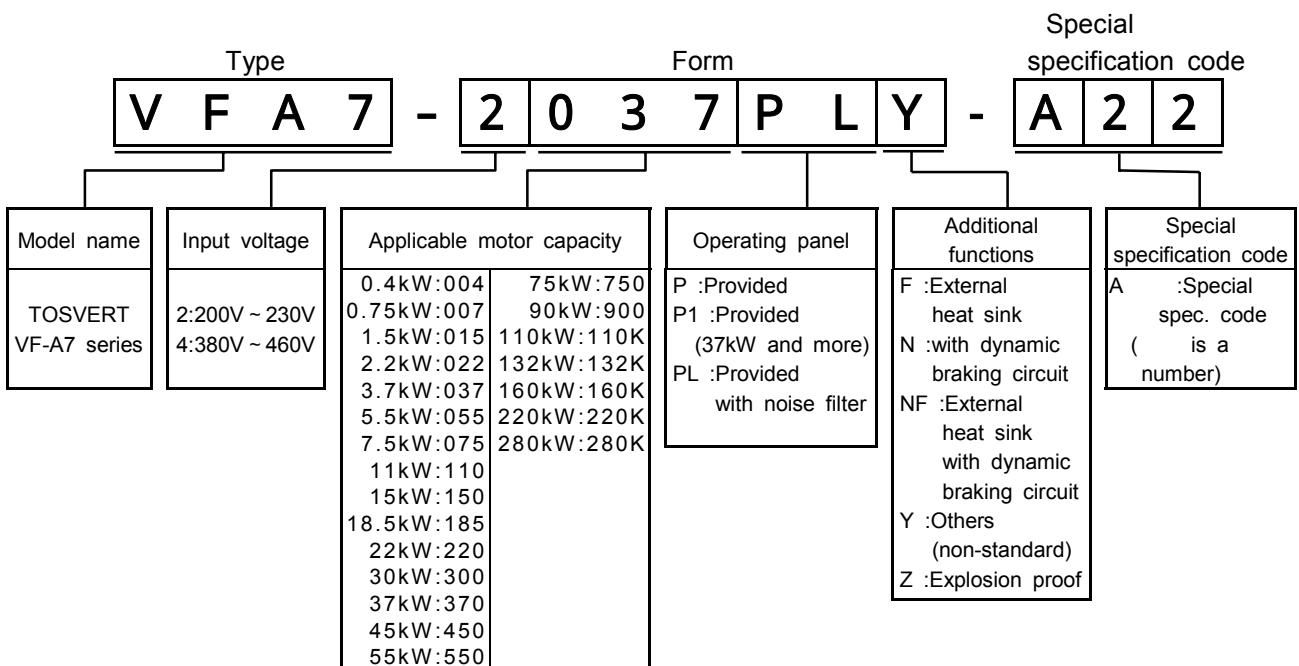 Special
Type Form specification code
V F A 7 - 2 0 3 7 P L Y - A 2 2
Model name
TOSVERT
VF-A7 series
Input voltage
2:200V ~ 230V
4:380V ~ 460V
Applicable motor capacity
0.4kW:004
0.75kW:007
1.5kW:015
2.2kW:022
3.7kW:037
5.5kW:055
7.5kW:075
11kW:110
15kW:150
18.5kW:185
22kW:220
30kW:300
37kW:370
45kW:450
55kW:550
75kW:750
90kW:900
110kW:110K
132kW:132K
160kW:160K
220kW:220K
280kW:280K
Operating panel
P :Provided
P1 :Provided
(37kW and more)
PL :Provided
with noise filter
Additional
functions
F :External
heat sink
N :with dynamic
braking circuit
NF :External
heat sink
with dynamic
braking circuit
Y :Others
(non-standard)
Z :Explosion proof
Special
specification code
A :Special
spec. code
( is a
number)